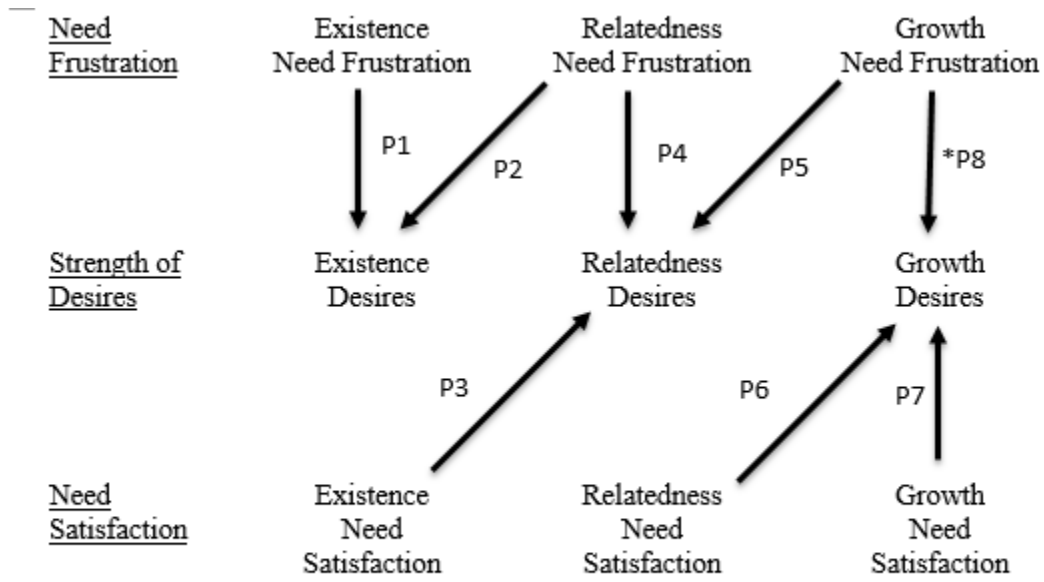 Need Frustration
Existence Need Frustration
Relatedness Need Frustration
Growth Need Frustration
P1
P2
P4
P5
*P8
Strength of Desires
Existence Desires
Relatedness Desires
Growth Desires
P3
P6
P7
Need Satisfaction
Existence Need Satisfaction
Relatedness Need Satisfaction
Growth Need Satisfaction